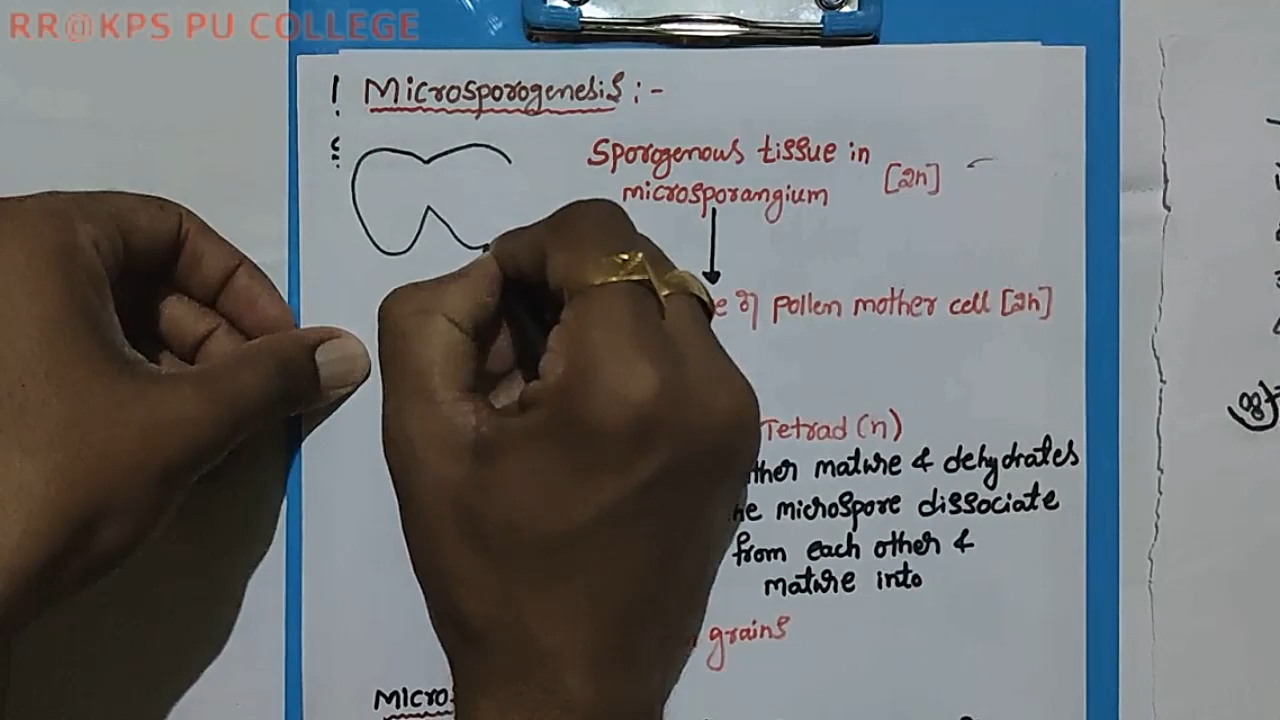 RR@KPS PU COLLEGE
! Microsporogenesis :-
Sporogenous tissue in
microsporangium [2n]
pollen mother cell [2n]
Tetrad (n)
mature & dehydrates
microspore dissociate
from each other &
mature into
grains